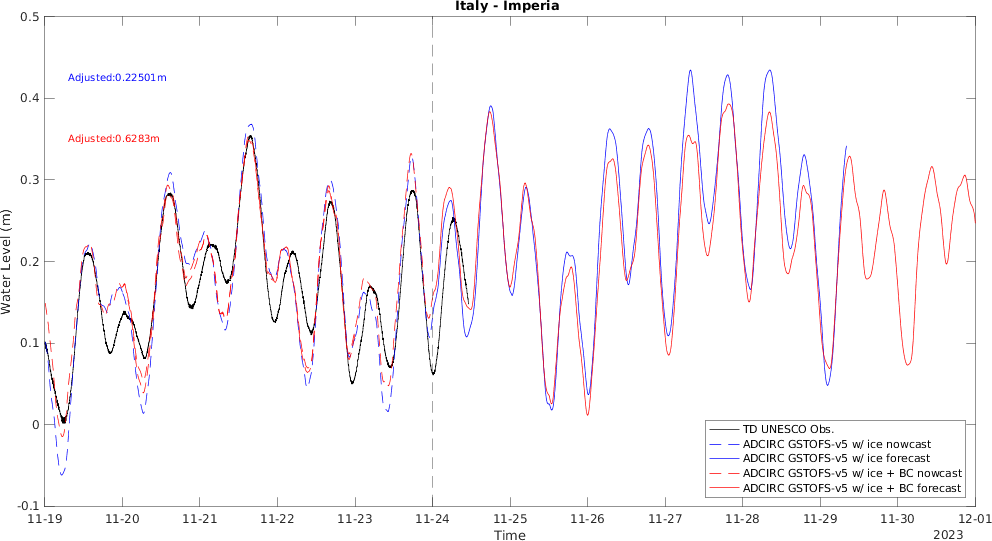 Italy - Imperia
0.5
0.4
0.3
0.2
0.1
0
-0.1
Water Level (m)
Adjusted:0.22501m
Adjusted:0.6283m
TD UNESCO Obs.
ADCIRC GSTOFS-v5 w/ ice nowcast
ADCIRC GSTOFS-v5 w/ ice forecast
ADCIRC GSTOFS-v5 w/ ice + BC nowcast
ADCIRC GSTOFS-v5 w/ ice + BC forecast
11-19 11-20 11-21 11-22 11-23 11-24 11-25 11-26 11-27 11-28 11-29 11-30 12-01
Time
2023